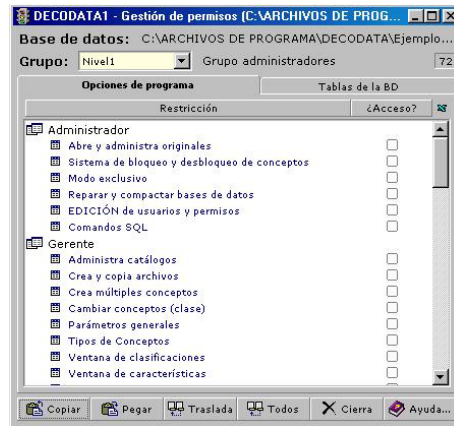 DECODATA1 - Gestión de permisos (C:\ARCHIVOS DE PROG...
Base de datos: C:\ARCHIVOS DE PROGRAMA\DECODATA\Ejemplo...
Grupo: Nivel1 Grupo administradores 72
Opciones de programa Tablas de la BD
Restricción ¿Acceso?
Administrador
Abre y administra originales
Sistema de bloqueo y desbloqueo de conceptos
Modo exclusivo
Reparar y compactar bases de datos
EDICIÓN de usuarios y permisos
Comandos SQL
Gerente
Administra catálogos
Crea y copia archivos
Crea múltiples conceptos
Cambiar conceptos (clase)
Parámetros generales
Tipos de Conceptos
Ventana de clasificaciones
Ventana de características
Copiar Pegar Traslada Todos Cierra Ayuda...